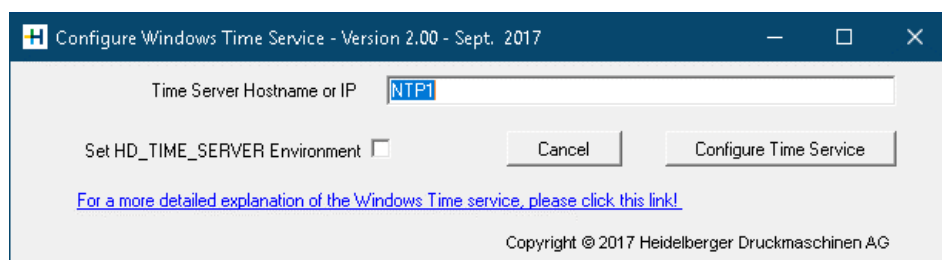 Configure Windows Time Service - Version 2.00 - Sept. 2017
Time Server Hostname or IP NTP1
Set HD_TIME_SERVER Environment Cancel Configure Time Service
For a more detailed explanation of the Windows Time service, please click this link!
Copyright © 2017 Heidelberger Druckmaschinen AG